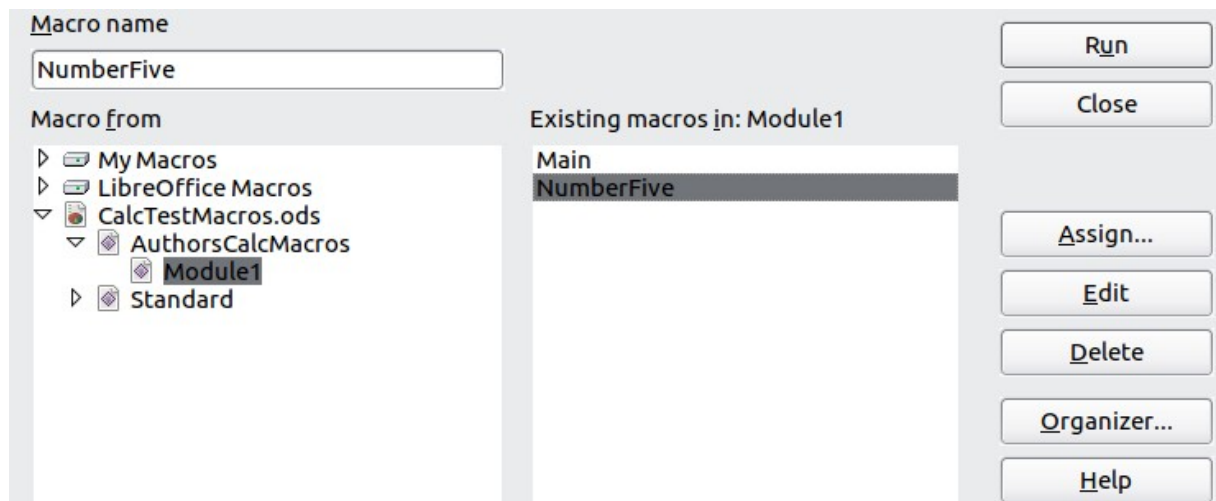 Macro name
NumberFive
Macro from
My Macros
LibreOffice Macros
CalcTestMacros.ods
AuthorsCalcMacros
Module1
Standard
Existing macros in: Module1
Main
NumberFive
Run
Close
Assign...
Edit
Delete
Organizer...
Help